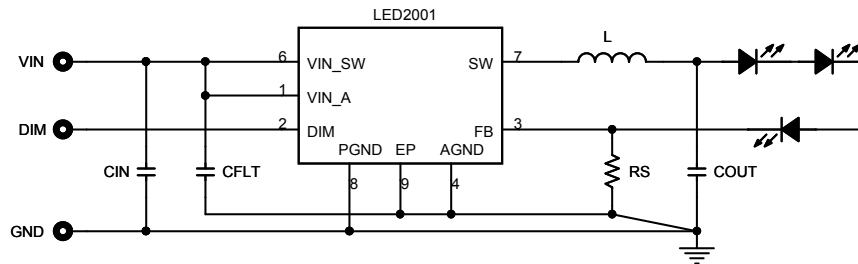 LED2001
VIN
6
VIN_SW
SW
7
L
1
VIN_A
DIM
2
DIM
FB
3
PGND
EP
AGND
CIN
CFLT
8
9
4
RS
COUT
GND